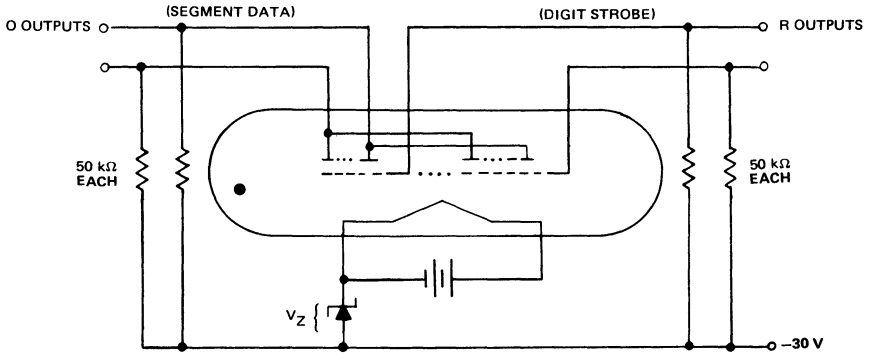 (SEGMENT DATA)
(DIGIT STROBE)
O OUTPUTS
R OUTPUTS
50 kΩ
EACH
50 kΩ
EACH
VZ
–30 V